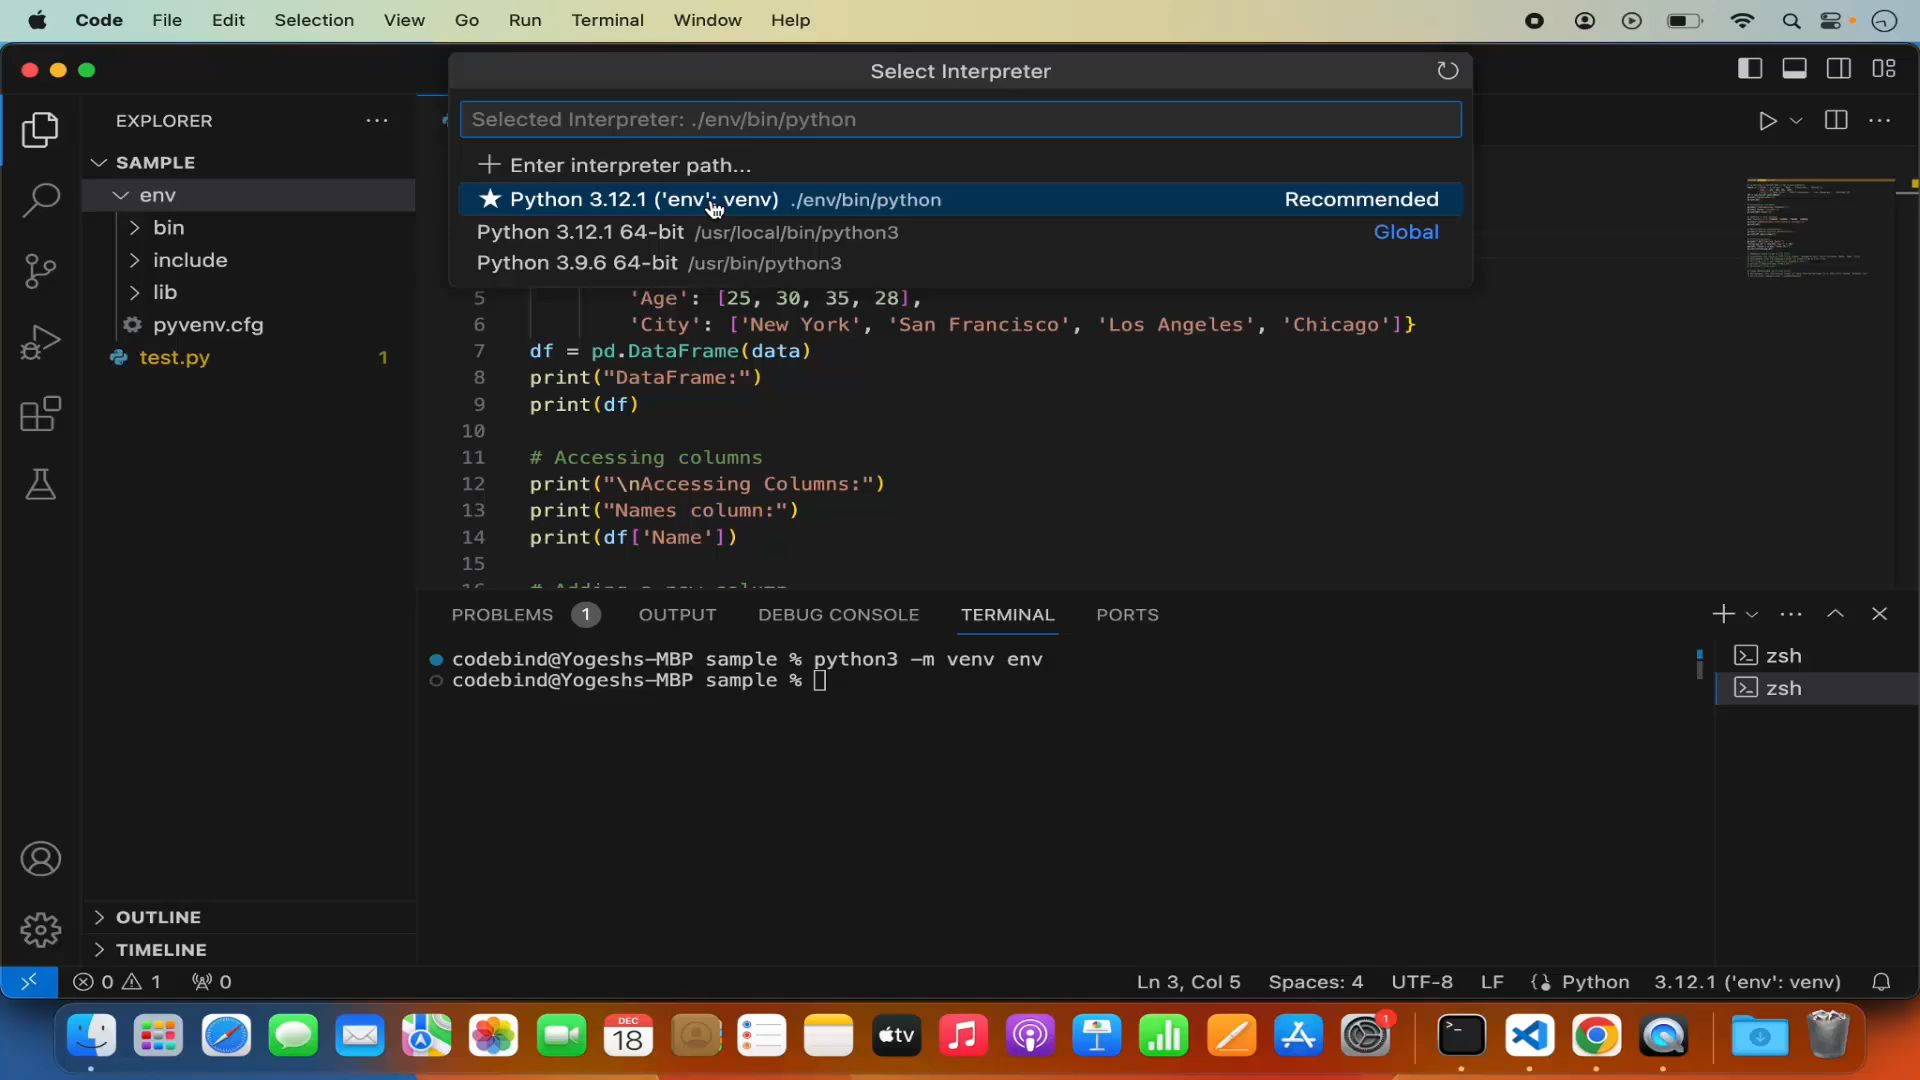 Code File Edit Selection View Go Run Terminal Window Help
Select Interpreter
EXPLORER
Selected Interpreter: ./env/bin/python
SAMPLE
Enter interpreter path...
env
Python 3.12.1 ('env': venv) ./env/bin/python Recommended
bin
Python 3.12.1 64-bit /usr/local/bin/python3 Global
include
Python 3.9.6 64-bit /usr/bin/python3
lib
5 'Age': [25, 30, 35, 28],
pyvenv.cfg
6 'City': ['New York', 'San Francisco', 'Los Angeles', 'Chicago']}
test.py 1
7 df = pd.DataFrame(data)
8 print("DataFrame:")
9 print(df)
10
11 # Accessing columns
12 print("\nAccessing Columns:")
13 print("Names column:")
14 print(df['Name'])
15
16 # Adding a new column
PROBLEMS 1 OUTPUT DEBUG CONSOLE TERMINAL PORTS
codebind@Yogeshs-MBP sample % python3 -m venv env
codebind@Yogeshs-MBP sample %
zsh
zsh
OUTLINE
TIMELINE
0 1 0 Ln 3, Col 5 Spaces: 4 UTF-8 LF Python 3.12.1 ('env': venv)
DEC
18
tv
1